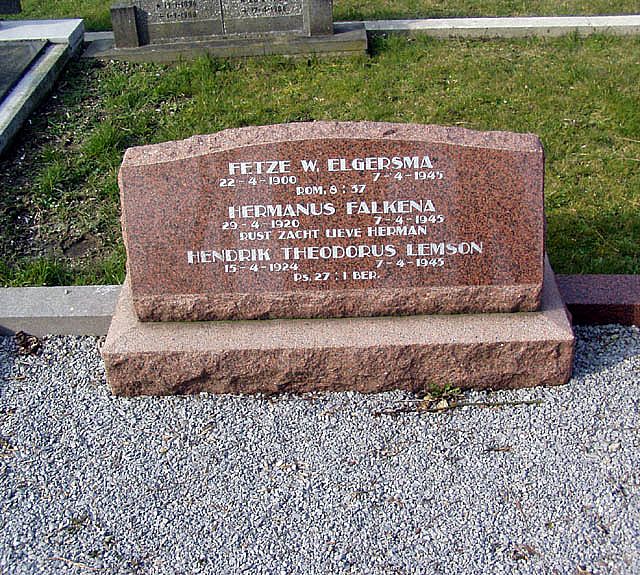 FETZE W. ELGERSMA
22-4-1900 7-4-1945
ROM. 8:37
HERMANUS FALKENA
29-4-1920 7-4-1945
RUST ZACHT LIEVE HERMAN
HENDRIK THEODORUS LEMSON
15-4-1924 7-4-1945
Ps. 27:1 BER.